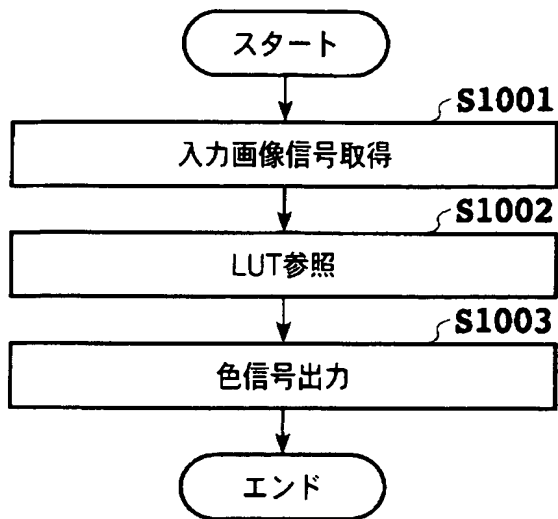 スタート
S1001
入力画像信号取得
S1002
LUT参照
S1003
色信号出力
エンド